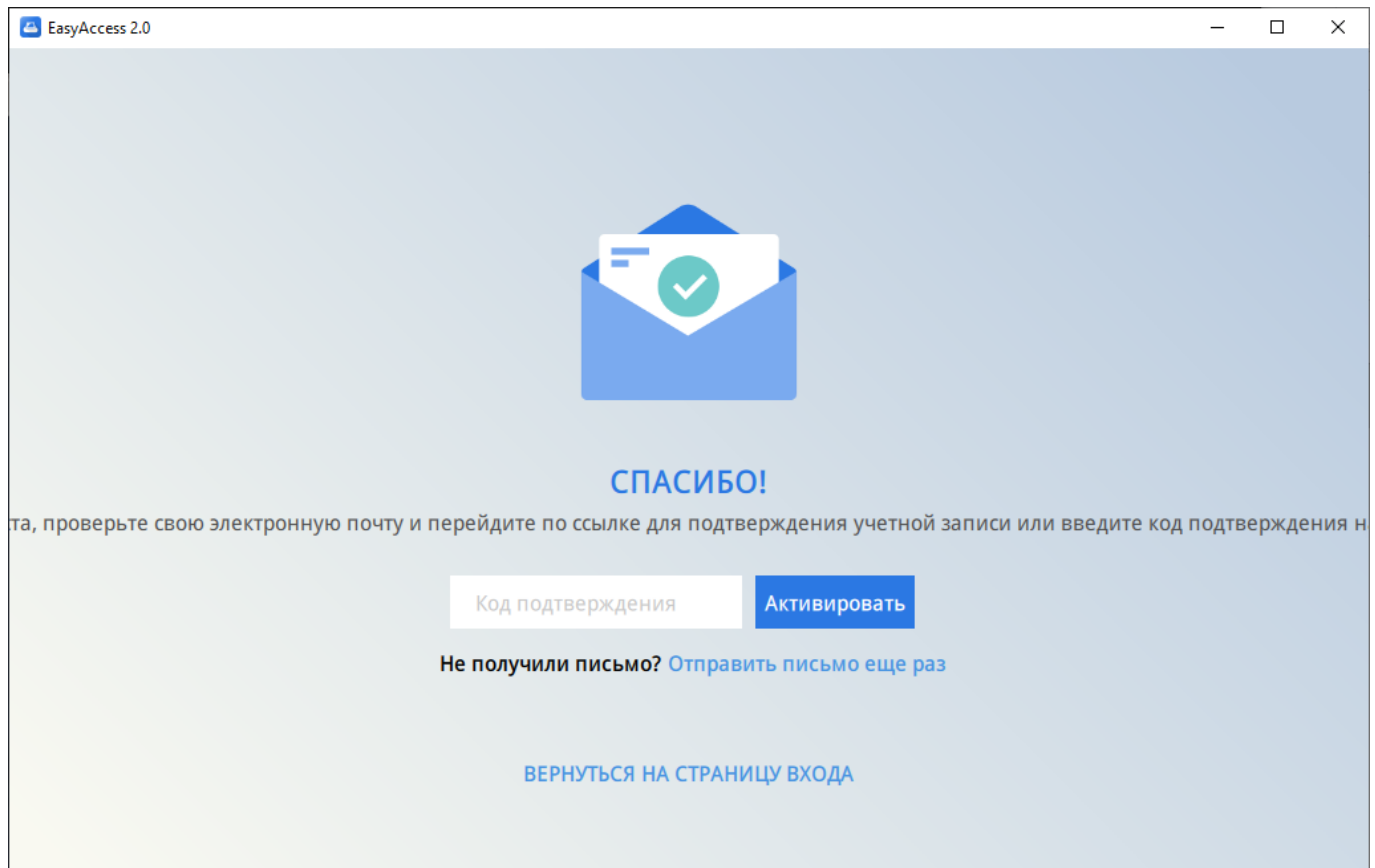 EasyAccess 2.0
СПАСИБО!
проверьте свою электронную почту и перейдите по ссылке для подтверждения учетной записи или введите код подтверждения
Код подтверждения
Активировать
Не получили письмо? Отправить письмо еще раз
ВЕРНУТЬСЯ НА СТРАНИЦУ ВХОДА